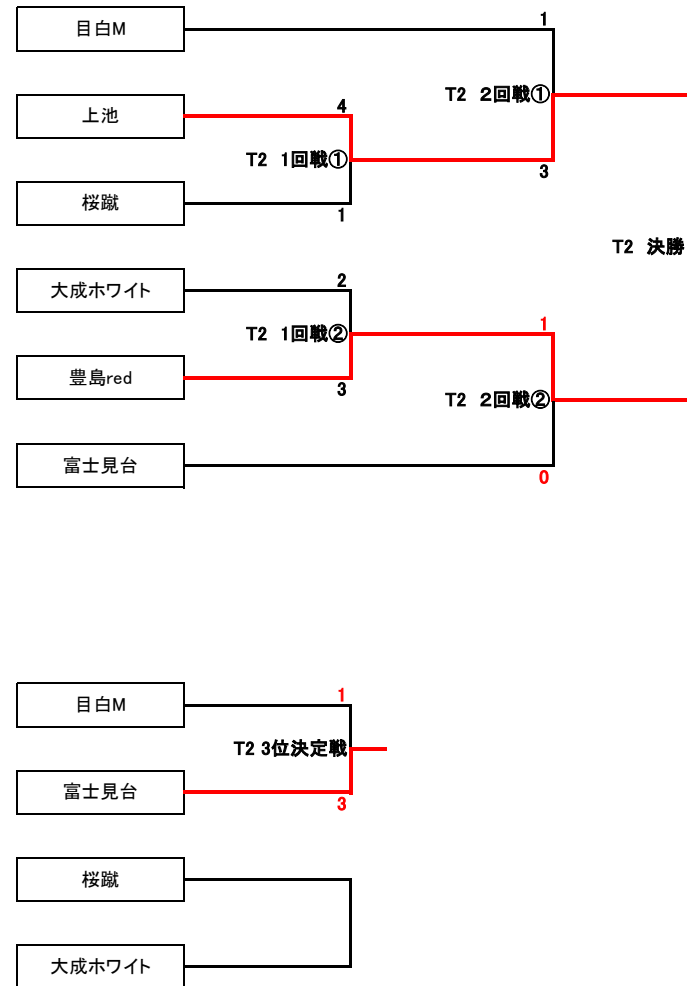 目白M
1
上池
4
T2 2回戦①
T2 1回戦①
3
桜蹴
1
T2 決勝
大成ホワイト
2
T2 1回戦②
1
豊島red
3
T2 2回戦②
富士見台
0
目白M
1
T2 3位決定戦
富士見台
3
桜蹴
大成ホワイト